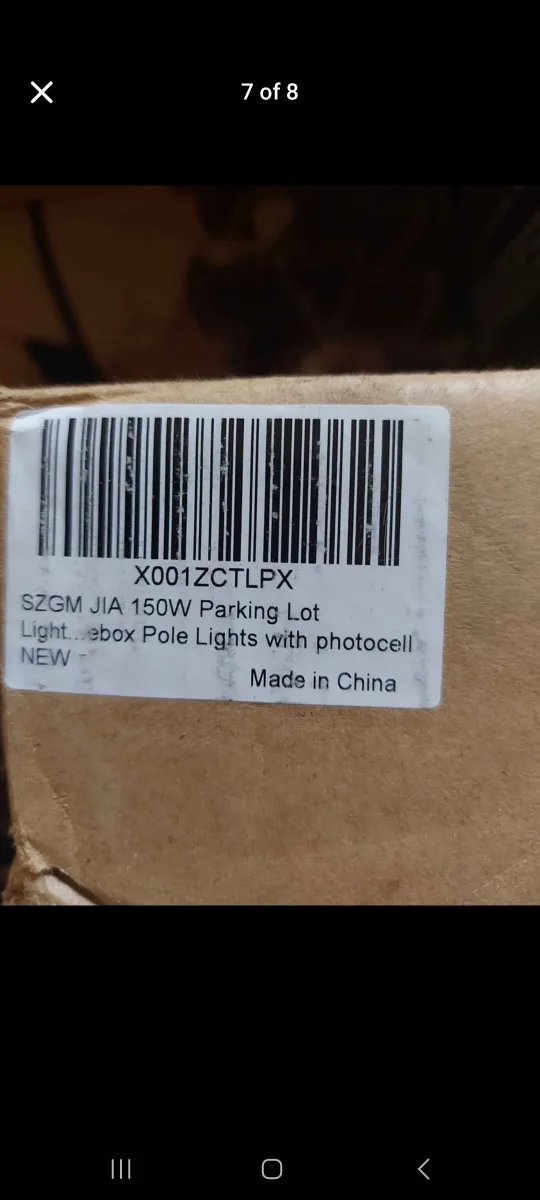 7 of 8
X001ZCTLPX
SZGM JIA 150W Parking Lot
Light...ebox Pole Lights with photocell
NEW
Made in China